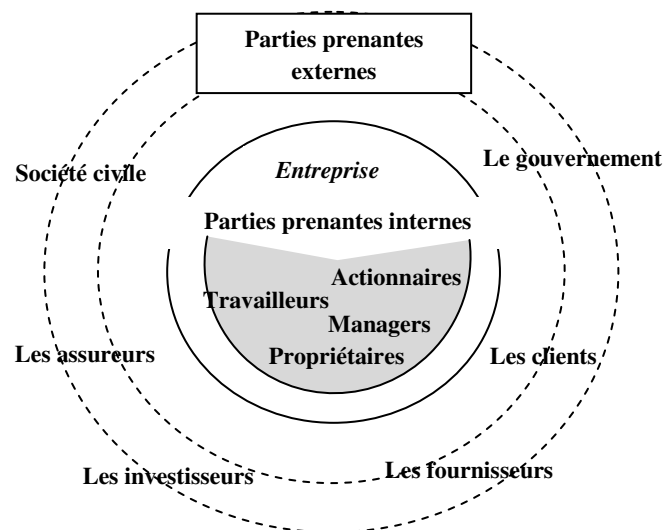 Parties prenantes
externes
Société civile
Le gouvernement
Entreprise
Parties prenantes internes
Actionnaires
Travailleurs
Managers
Propriétaires
Les assureurs
Les clients
Les investisseurs
Les fournisseurs